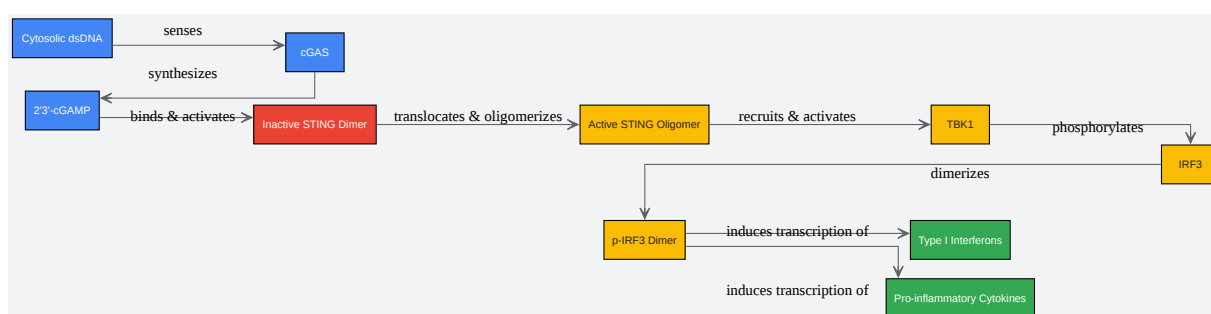 Cytosolic dsDNA
senses
cGAS
synthesizes
2'3'-cGAMP
binds & activates
Inactive STING Dimer
translocates & oligomerizes
Active STING Oligomer
recruits & activates
TBK1
phosphorylates
IRF3
dimerizes
p-IRF3 Dimer
induces transcription of
Type I Interferons
induces transcription of
Pro-inflammatory Cytokines